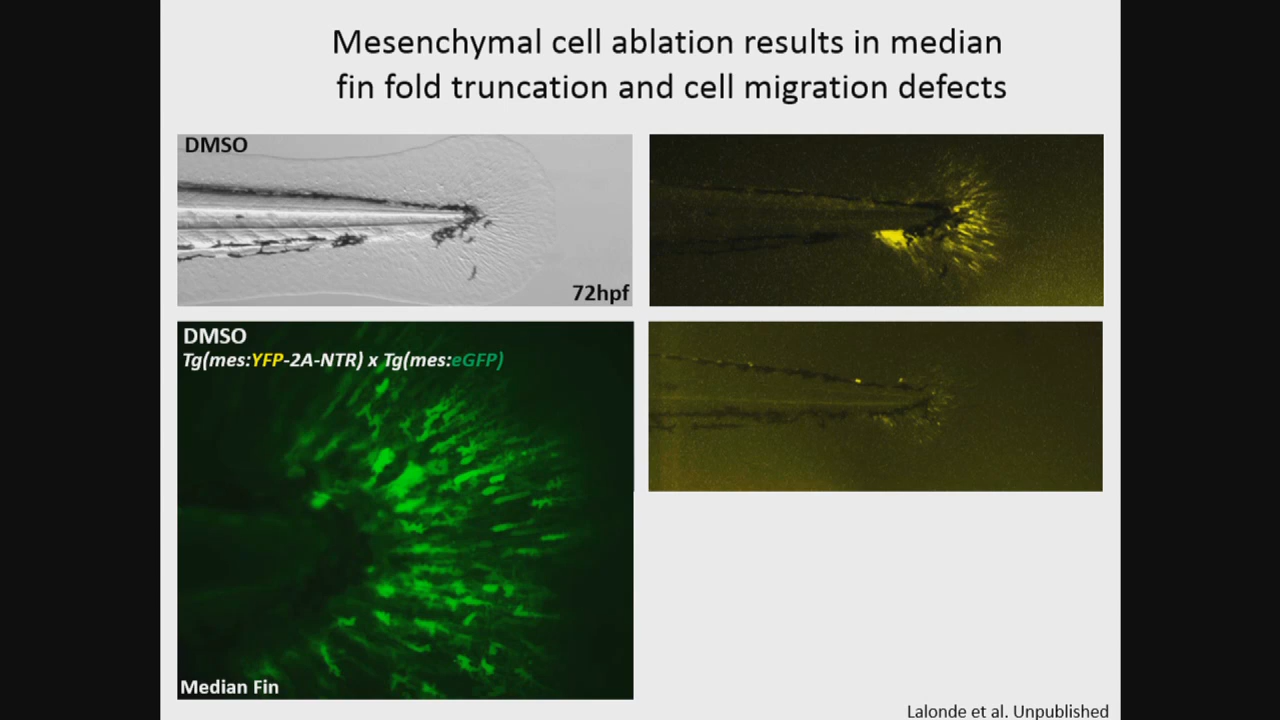 Mesenchymal cell ablation results in median
fin fold truncation and cell migration defects
DMSO
72hpf
DMSO
Tg(mes:YFP-2A-NTR) x Tg(mes:eGFP)
Median Fin
Lalonde et al. Unpublished